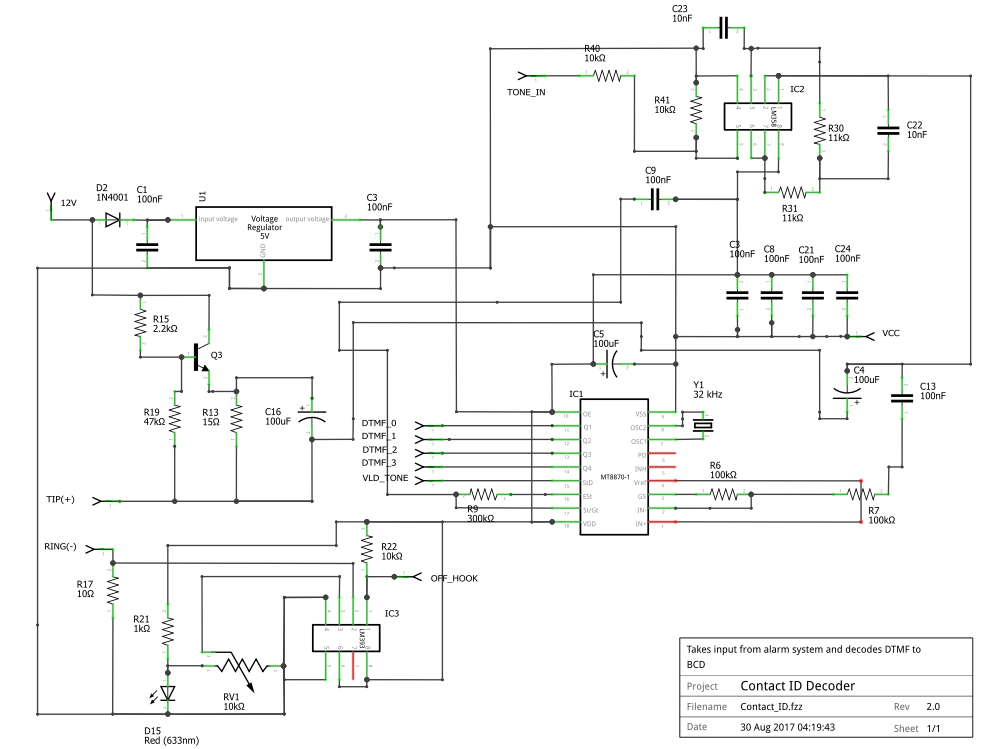 C23
10nF
R40
10kΩ
TONE_IN
R41
10kΩ
IC2
LM358
R30
11kΩ
C22
10nF
R31
11kΩ
C9
100nF
12V
D2
1N4001
C1
100nF
U1
input voltage
Voltage
Regulator
5V
output voltage
GND
C3
100nF
C3
100nF
C8
100nF
C21
100nF
C24
100nF
VCC
R15
2.2kΩ
Q3
R19
47kΩ
R13
15Ω
C16
100uF
C5
100uF
C4
100uF
C13
100nF
IC1
Y1
32 kHz
DTMF_0
DTMF_1
DTMF_2
DTMF_3
VLD_TONE
OE
Q1
Q2
Q3
Q4
StD
ESt
St/Gt
VDD
MT8870-1
VSS
OSC2
OSC1
PD
INH
Vref
GS
IN-
IN+
R9
300kΩ
R6
100kΩ
R7
100kΩ
TIP(+)
RING(-)
R17
10Ω
R21
1kΩ
R22
10kΩ
OFF_HOOK
IC3
LM393
RV1
10kΩ
D15
Red (633nm)
Takes input from alarm system and decodes DTMF to
BCD
Project Contact ID Decoder
Filename Contact_ID.fzz Rev 2.0
Date 30 Aug 2017 04:19:43 Sheet 1/1